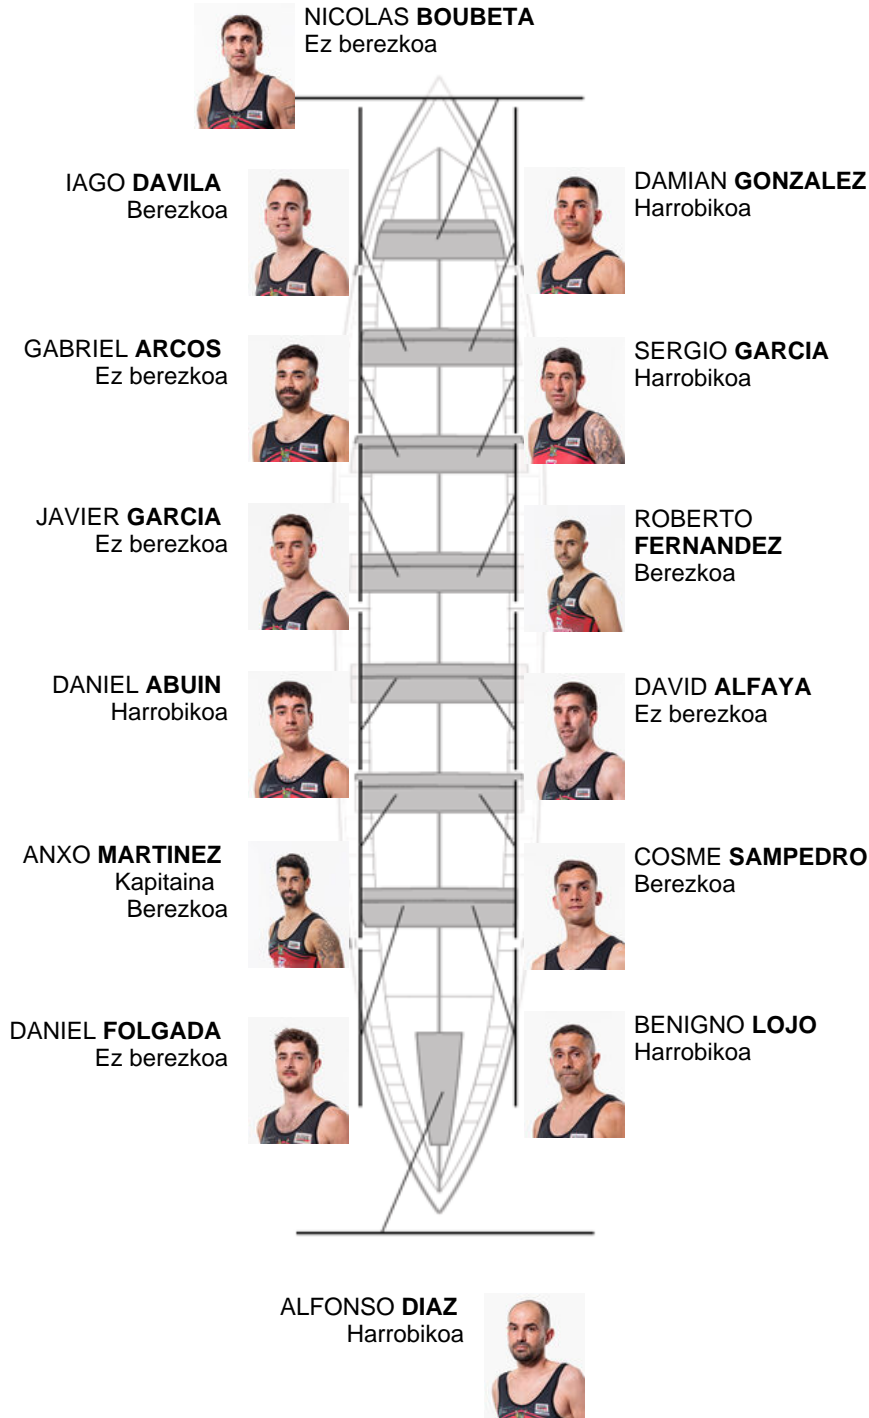 NICOLAS BOUBETA
Ez berezkoa
IAGO DAVILA
Berezkoa
DAMIAN GONZALEZ
Harrobikoa
GABRIEL ARCOS
Ez berezkoa
SERGIO GARCIA
Harrobikoa
JAVIER GARCIA
Ez berezkoa
ROBERTO
FERNANDEZ
Berezkoa
DANIEL ABUIN
Harrobikoa
DAVID ALFAYA
Ez berezkoa
ANXO MARTINEZ
Kapitaina
Berezkoa
COSME SAMPEDRO
Berezkoa
DANIEL FOLGADA
Ez berezkoa
BENIGNO LOJO
Harrobikoa
ALFONSO DIAZ
Harrobikoa